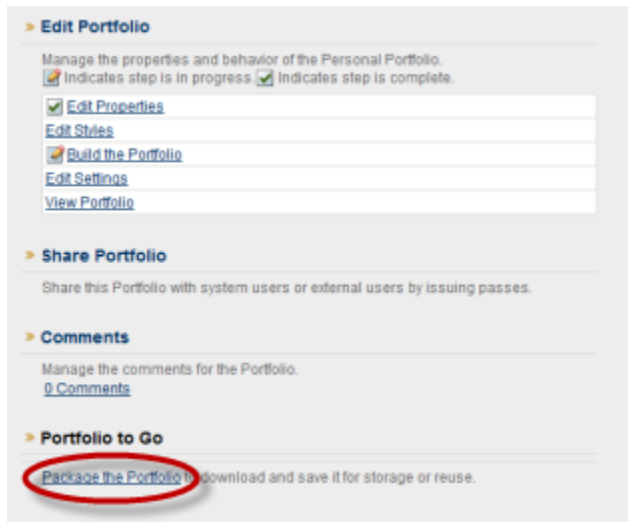 » Edit Portfolio
Manage the properties and behavior of the Personal Portfolio.
Indicates step is in progress. Indicates step is complete.
Edit Properties
Edit Styles
Build the Portfolio
Edit Settings
View Portfolio
» Share Portfolio
Share this Portfolio with system users or external users by issuing passes.
» Comments
Manage the comments for the Portfolio.
0 Comments
» Portfolio to Go
Package the Portfolio to download and save it for storage or reuse.